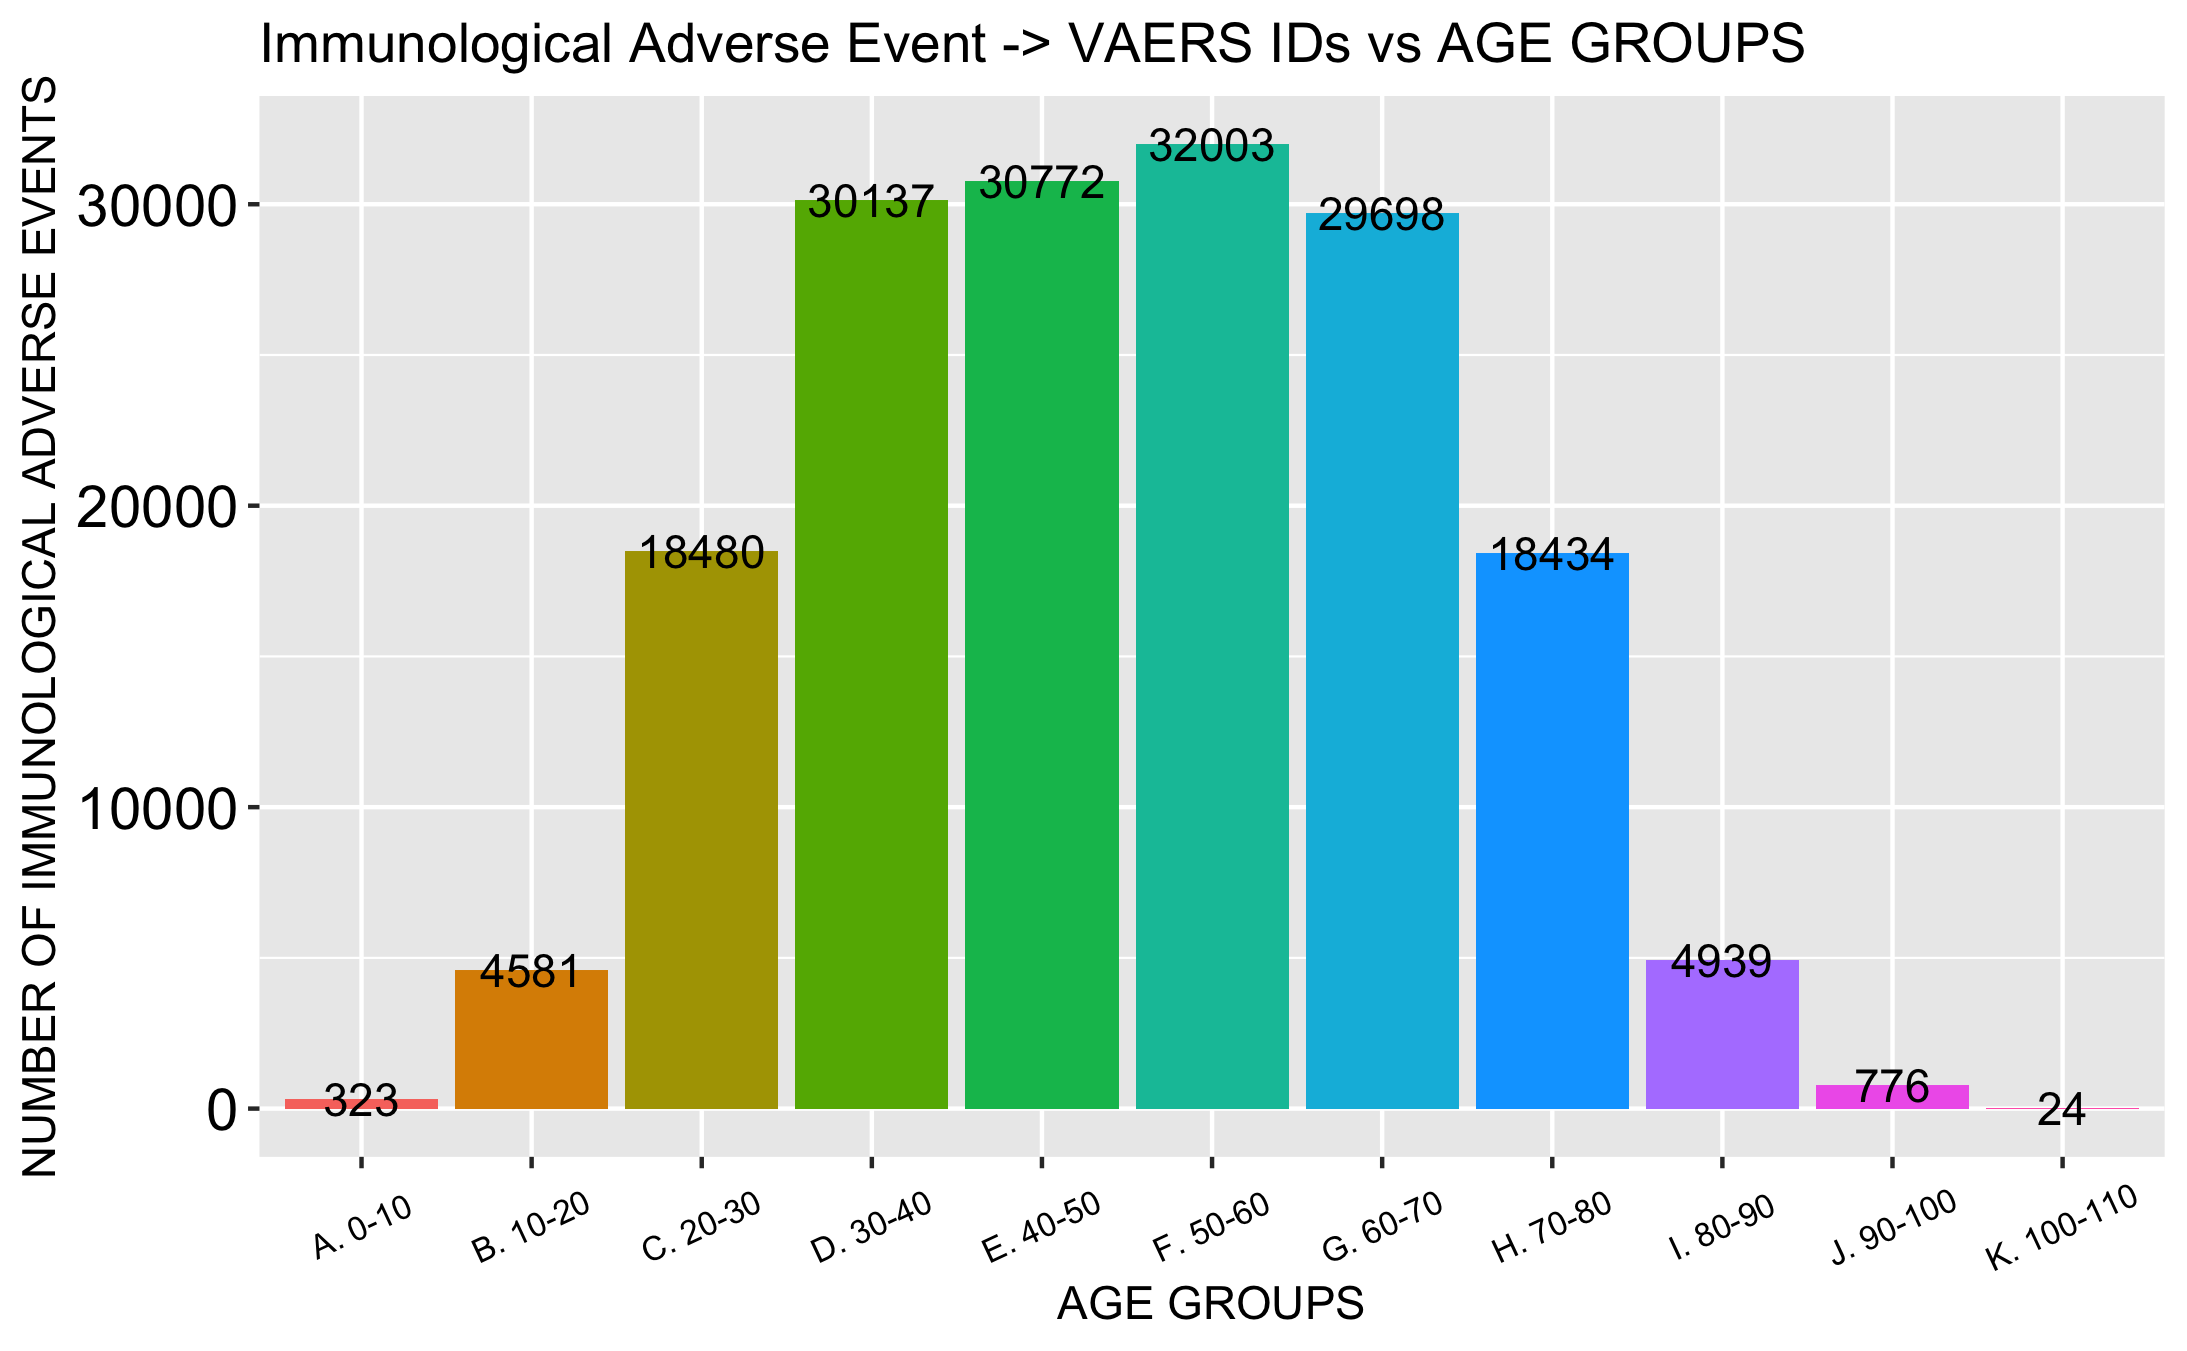 Immunological Adverse Event -> VAERS IDs vs AGE GROUPS
NUMBER OF IMMUNOLOGICAL ADVERSE EVENTS
30000
20000
10000
0
323
4581
18480
30137
30772
32003
29698
18434
4939
776
24
A. 0-10
B. 10-20
C. 20-30
D. 30-40
E. 40-50
F. 50-60
G. 60-70
H. 70-80
I. 80-90
J. 90-100
K. 100-110
AGE GROUPS